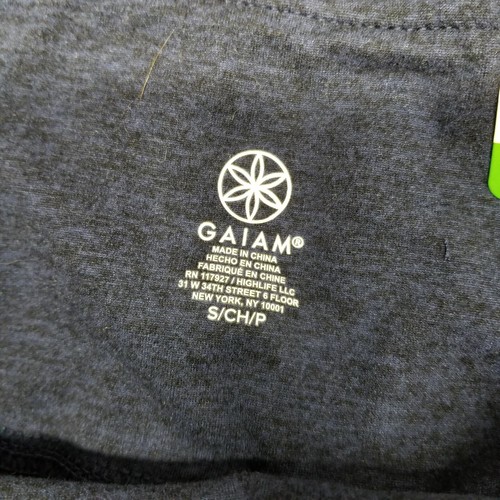 GAIAM®
MADE IN CHINA
HECHO EN CHINA
FABRIQUÉ EN CHINE
RN 117927 / HIGHLIFE LLC
31 W 34TH STREET 6 FLOOR
NEW YORK, NY 10001
S/CH/P